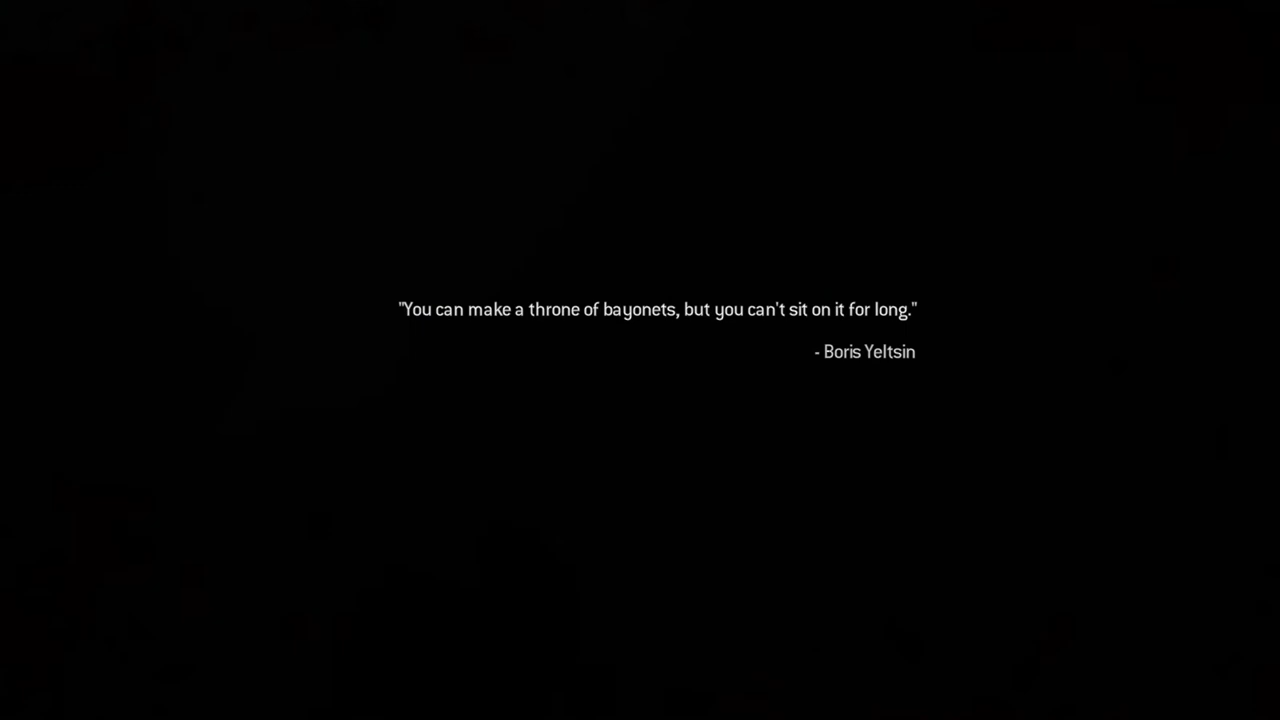 "You can make a throne of bayonets, but you can't sit on it for long."
- Boris Yeltsin